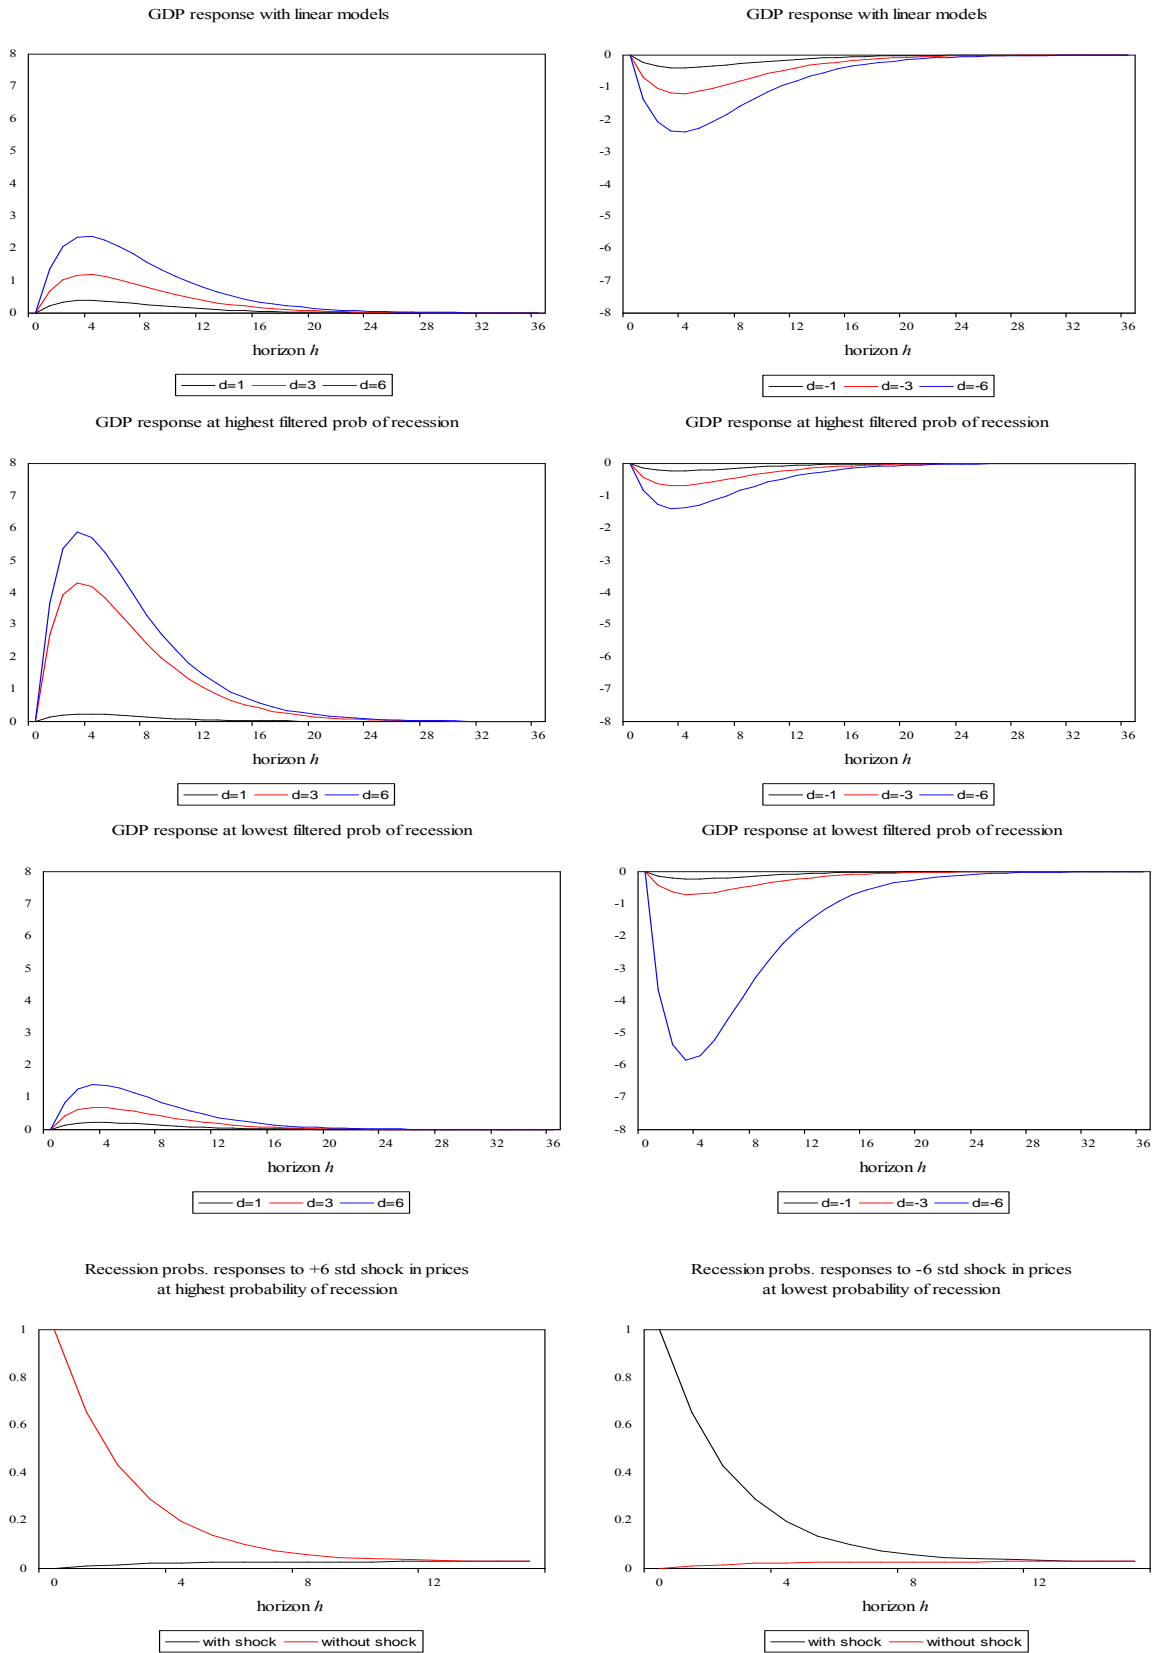 GDP response with linear models
8
7
6
5
4
3
2
1
0
0 4 8 12 16 20 24 28 32 36
horizon h
d=1 d=3 d=6
GDP response with linear models
0
-1
-2
-3
-4
-5
-6
-7
-8
0 4 8 12 16 20 24 28 32 36
horizon h
d=-1 d=-3 d=-6
GDP response at highest filtered prob of recession
8
7
6
5
4
3
2
1
0
0 4 8 12 16 20 24 28 32 36
horizon h
d=1 d=3 d=6
GDP response at highest filtered prob of recession
0
-1
-2
-3
-4
-5
-6
-7
-8
0 4 8 12 16 20 24 28 32 36
horizon h
d=-1 d=-3 d=-6
GDP response at lowest filtered prob of recession
8
7
6
5
4
3
2
1
0
0 4 8 12 16 20 24 28 32 36
horizon h
d=1 d=3 d=6
GDP response at lowest filtered prob of recession
0
-1
-2
-3
-4
-5
-6
-7
-8
0 4 8 12 16 20 24 28 32 36
horizon h
d=-1 d=-3 d=-6
Recession probs. responses to +6 std shock in prices
at highest probability of recession
1
0.8
0.6
0.4
0.2
0
0 4 8 12
horizon h
with shock without shock
Recession probs. responses to -6 std shock in prices
at lowest probability of recession
1
0.8
0.6
0.4
0.2
0
0 4 8 12
horizon h
with shock without shock